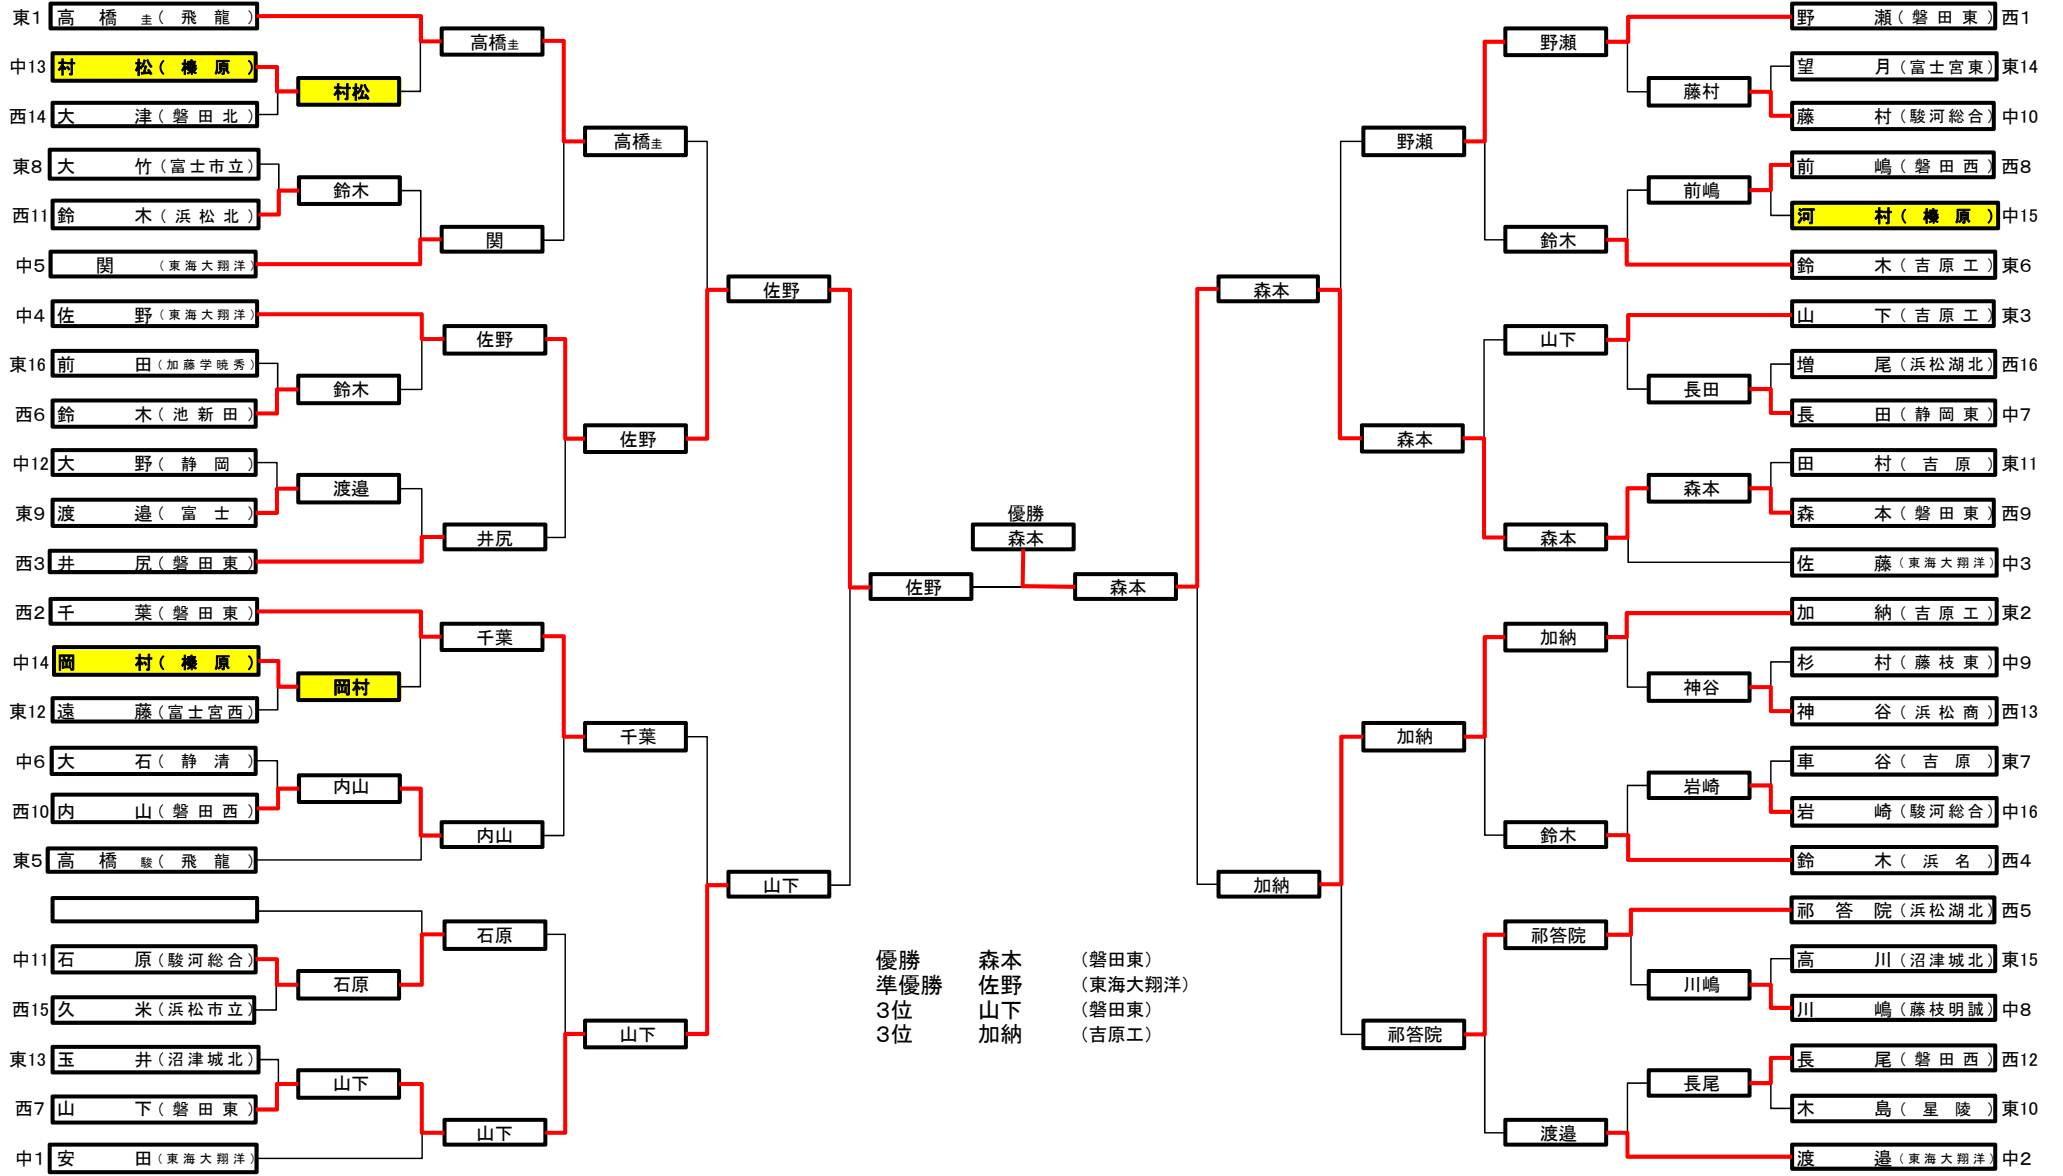 東1 高橋圭(飛龍)
中13 村松(榛原)
西14 大津(磐田北)
東8 大竹(富士市立)
西11 鈴木(浜松北)
中5 関(東海大翔洋)
中4 佐野(東海大翔洋)
東16 前田(加藤学暁秀)
西6 鈴木(池新田)
中12 大野(静岡)
東9 渡邉(富士)
西3 井尻(磐田東)
西2 千葉(磐田東)
中14 岡村(榛原)
東12 遠藤(富士宮西)
中6 大石(静清)
西10 内山(磐田西)
東5 高橋駿(飛龍)
中11 石原(駿河総合)
西15 久米(浜松市立)
東13 玉井(沼津城北)
西7 山下(磐田東)
中1 安田(東海大翔洋)
村松
鈴木
鈴木
渡邉
岡村
内山
石原
山下
高橋圭
関
佐野
井尻
千葉
内山
石原
山下
高橋圭
佐野
千葉
山下
佐野
山下
佐野
優勝
森本
森本
森本
加納
野瀬
森本
加納
祁答院
野瀬
鈴木
山下
森本
加納
鈴木
祁答院
渡邉
藤村
前嶋
長田
森本
神谷
岩崎
川嶋
長尾
野瀬(磐田東) 西1
望月(富士宮東) 東14
藤村(駿河総合) 中10
前嶋(磐田西) 西8
河村(榛原) 中15
鈴木(吉原工) 東6
山下(吉原工) 東3
増尾(浜松湖北) 西16
長田(静岡東) 中7
田村(吉原) 東11
森本(磐田東) 西9
佐藤(東海大翔洋) 中3
加納(吉原工) 東2
杉村(藤枝東) 中9
神谷(浜松商) 西13
車谷(吉原) 東7
岩崎(駿河総合) 中16
鈴木(浜名) 西4
祁答院(浜松湖北) 西5
高川(沼津城北) 東15
川嶋(藤枝明誠) 中8
長尾(磐田西) 西12
木島(星陵) 東10
渡邉(東海大翔洋) 中2
優勝 森本 (磐田東)
準優勝 佐野 (東海大翔洋)
3位 山下 (磐田東)
3位 加納 (吉原工)